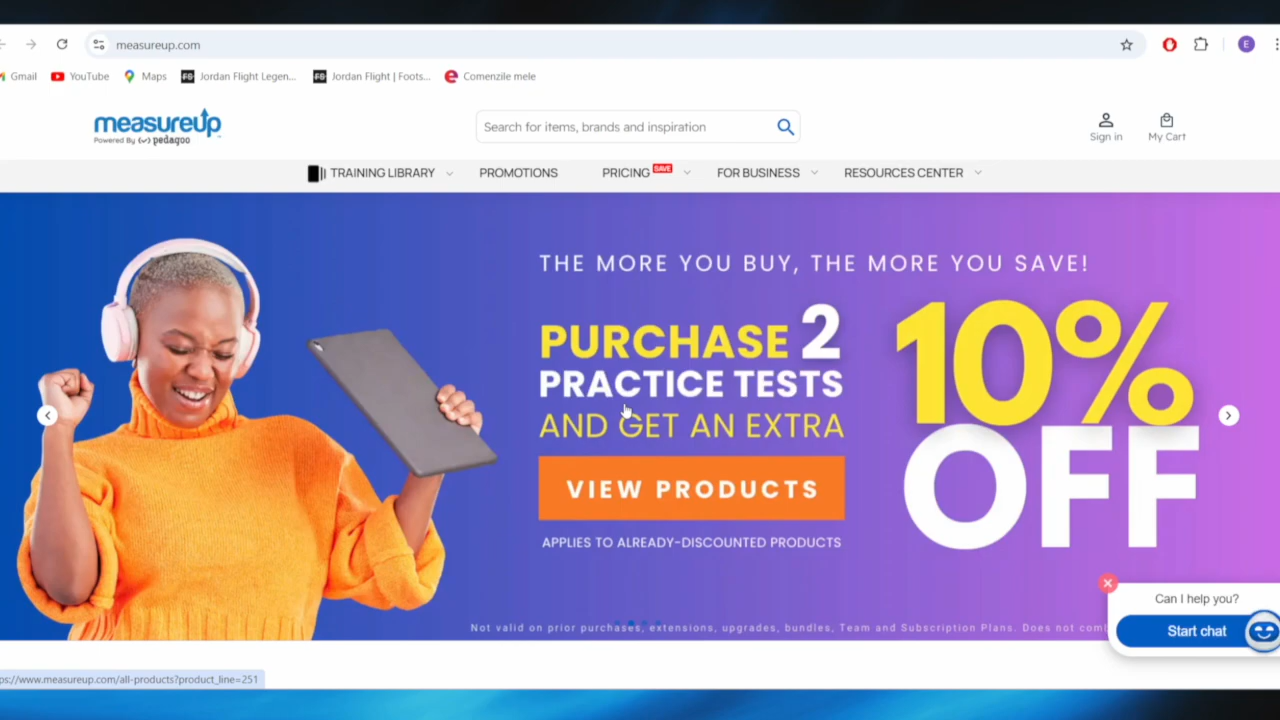 measureup.com
E
Gmail
YouTube
Maps
FS
Jordan Flight Legen...
FS
Jordan Flight | Foots...
Comenzile mele
measureup
Powered By pedagoo
Search for items, brands and inspiration
Sign in
My Cart
TRAINING LIBRARY
PROMOTIONS
PRICING
SAVE
FOR BUSINESS
RESOURCES CENTER
THE MORE YOU BUY, THE MORE YOU SAVE!
PURCHASE 2
PRACTICE TESTS
AND GET AN EXTRA
10%
OFF
VIEW PRODUCTS
APPLIES TO ALREADY-DISCOUNTED PRODUCTS
Can I help you?
Start chat
Not valid on prior purchases, extensions, upgrades, bundles, Team and Subscription Plans. Does not com
ps://www.measureup.com/all-products?product_line=251